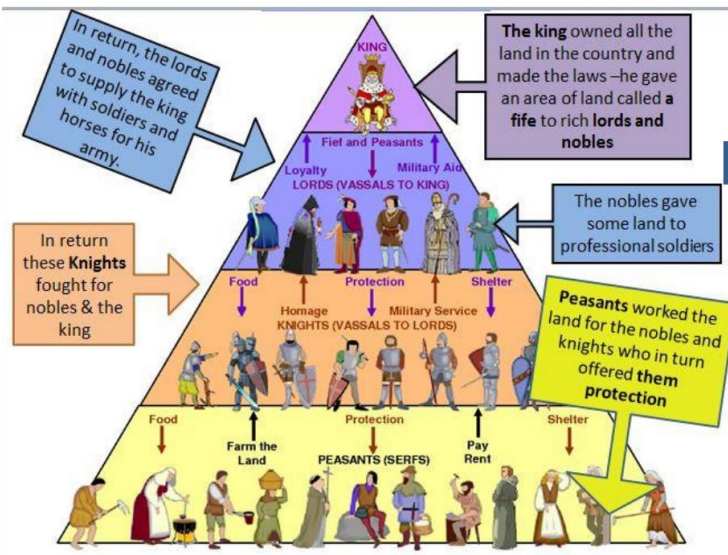 In return, the lords
and nobles agreed
to supply the king
with soldiers and
horses for his
army.
The king owned all the
land in the country and
made the laws –he gave
an area of land called a
fife to rich lords and
nobles
KING
Fief and Peasants
Loyalty
Military Aid
LORDS (VASSALS TO KING)
The nobles gave
some land to
professional soldiers
In return
these Knights
fought for
nobles & the
king
Food
Protection
Shelter
Homage
Military Service
KNIGHTS (VASSALS TO LORDS)
Peasants worked the
land for the nobles and
knights who in turn
offered them
protection
Food
Protection
Shelter
Farm the
Land
Pay
Rent
PEASANTS (SERFS)